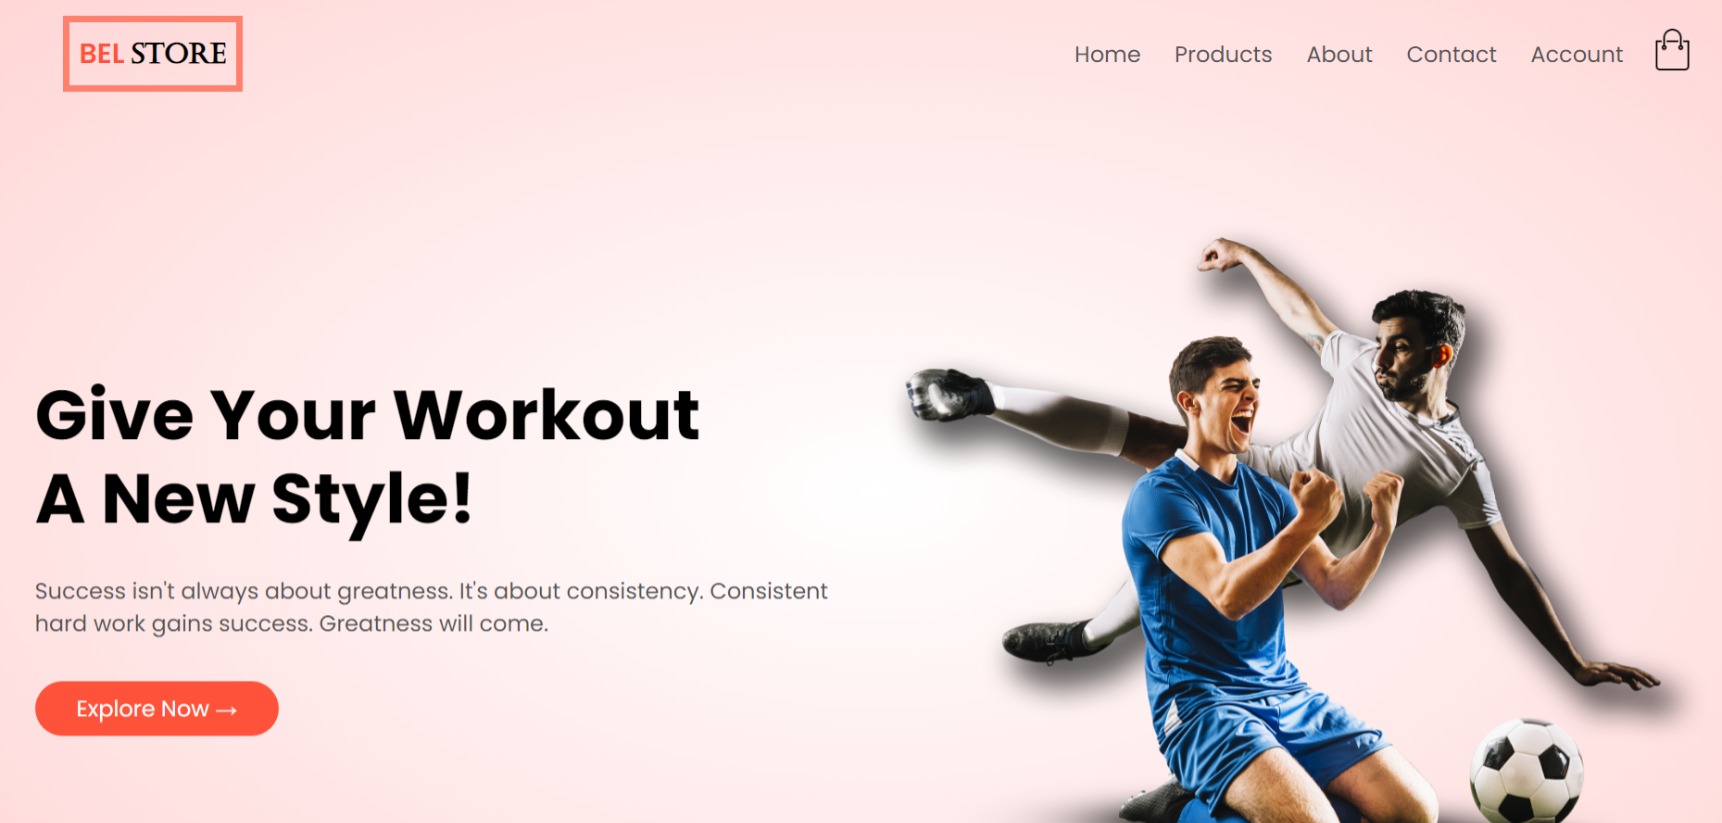 BEL STORE
Home Products About Contact Account
Give Your Workout
A New Style!
Success isn't always about greatness. It's about consistency. Consistent
hard work gains success. Greatness will come.
Explore Now →